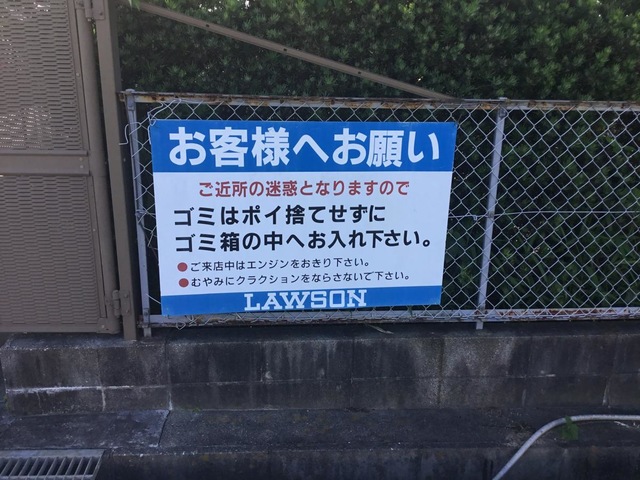 お客様へお願い
ご近所の迷惑となりますので
ゴミはポイ捨てせずに
ゴミ箱の中へお入れ下さい。
●ご来店中はエンジンをおきり下さい。
●むやみにクラクションをならさないで下さい。
LAWSON